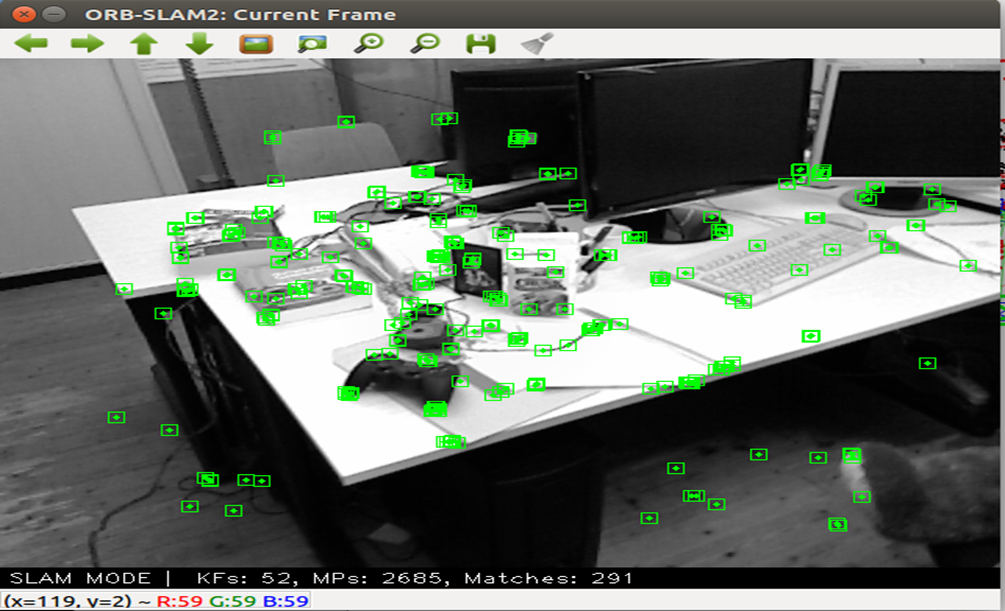 ORB-SLAM2: Current Frame
SLAM MODE | KFs: 52, MPs: 2685, Matches: 291
(x=119, y=2) ~ R:59 G:59 B:59